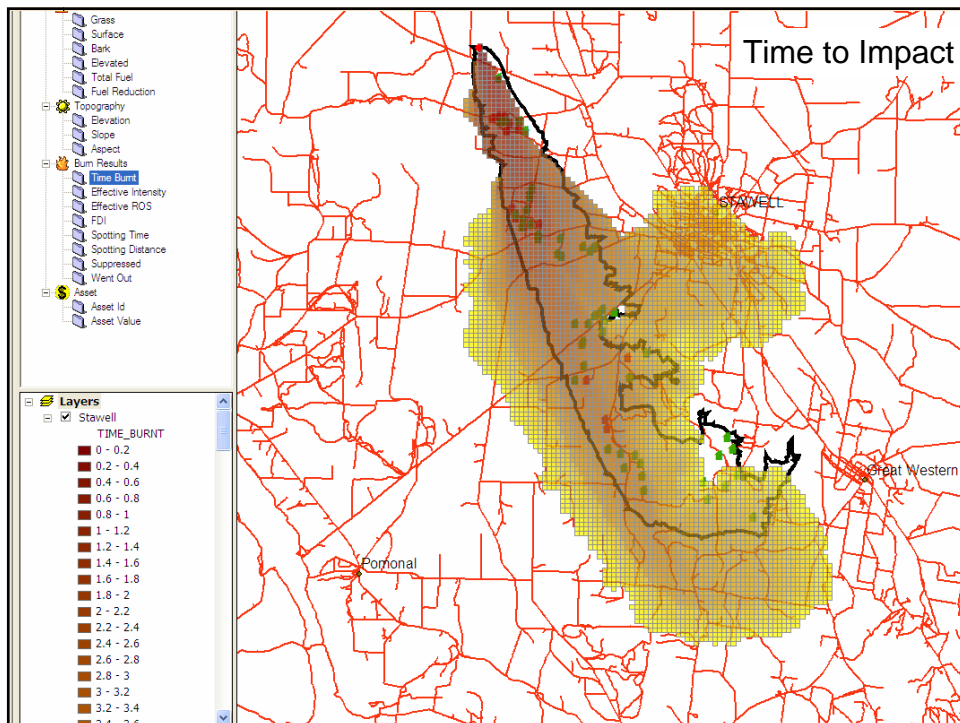 Grass
Surface
Bark
Elevated
Total Fuel
Fuel Reduction
Topography
Elevation
Slope
Aspect
Burn Results
Time Burnt
Effective Intensity
Effective ROS
FDI
Spotting Time
Spotting Distance
Suppressed
Went Out
$ Asset
Asset Id
Asset Value
Layers
Stawell
TIME_BURNT
0 - 0.2
0.2 - 0.4
0.4 - 0.6
0.6 - 0.8
0.8 - 1
1 - 1.2
1.2 - 1.4
1.4 - 1.6
1.6 - 1.8
1.8 - 2
2 - 2.2
2.2 - 2.4
2.4 - 2.6
2.6 - 2.8
2.8 - 3
3 - 3.2
3.2 - 3.4
Time to Impact
STAWELL
Great Western
Pomonal